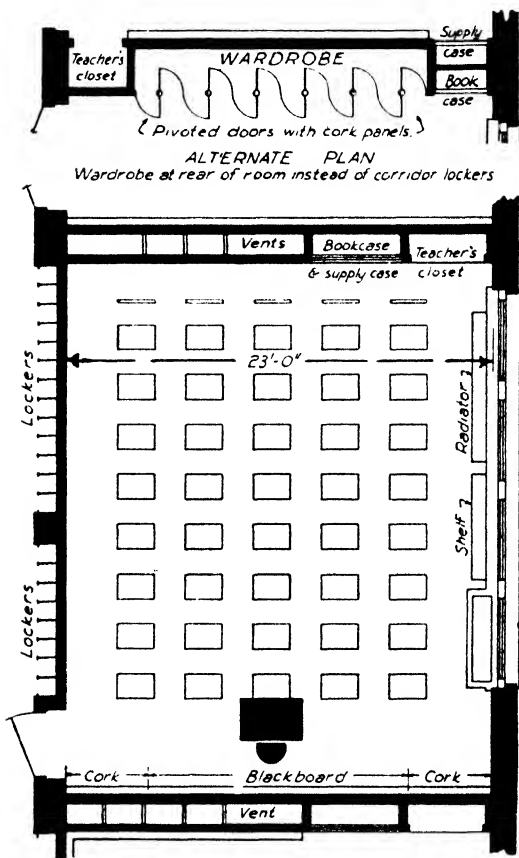 Supply
case
Teacher's
closet
WARDROBE
Book
case
Pivoted doors with cork panels.
ALTERNATE PLAN
Wardrobe at rear of room instead of corridor lockers
Vents
Bookcase
& supply case
Teacher's
closet
23'-0"
Lockers
Radiator
Shelf
Lockers
Cork
Blackboard
Cork
Vent